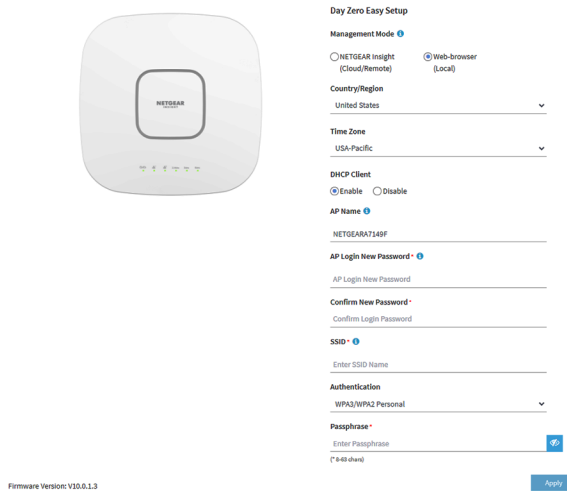 Day Zero Easy Setup
Management Mode
NETGEAR Insight
(Cloud/Remote)
Web-browser
(Local)
Country/Region
United States
Time Zone
USA-Pacific
DHCP Client
Enable
Disable
AP Name
NETGEARA7149F
AP Login New Password*
AP Login New Password
Confirm New Password*
Confirm Login Password
SSID*
Enter SSID Name
Authentication
WPA3/WPA2 Personal
Passphrase*
Enter Passphrase
(* 8-63 chars)
Apply
NETGEAR
Firmware Version: V10.0.1.3